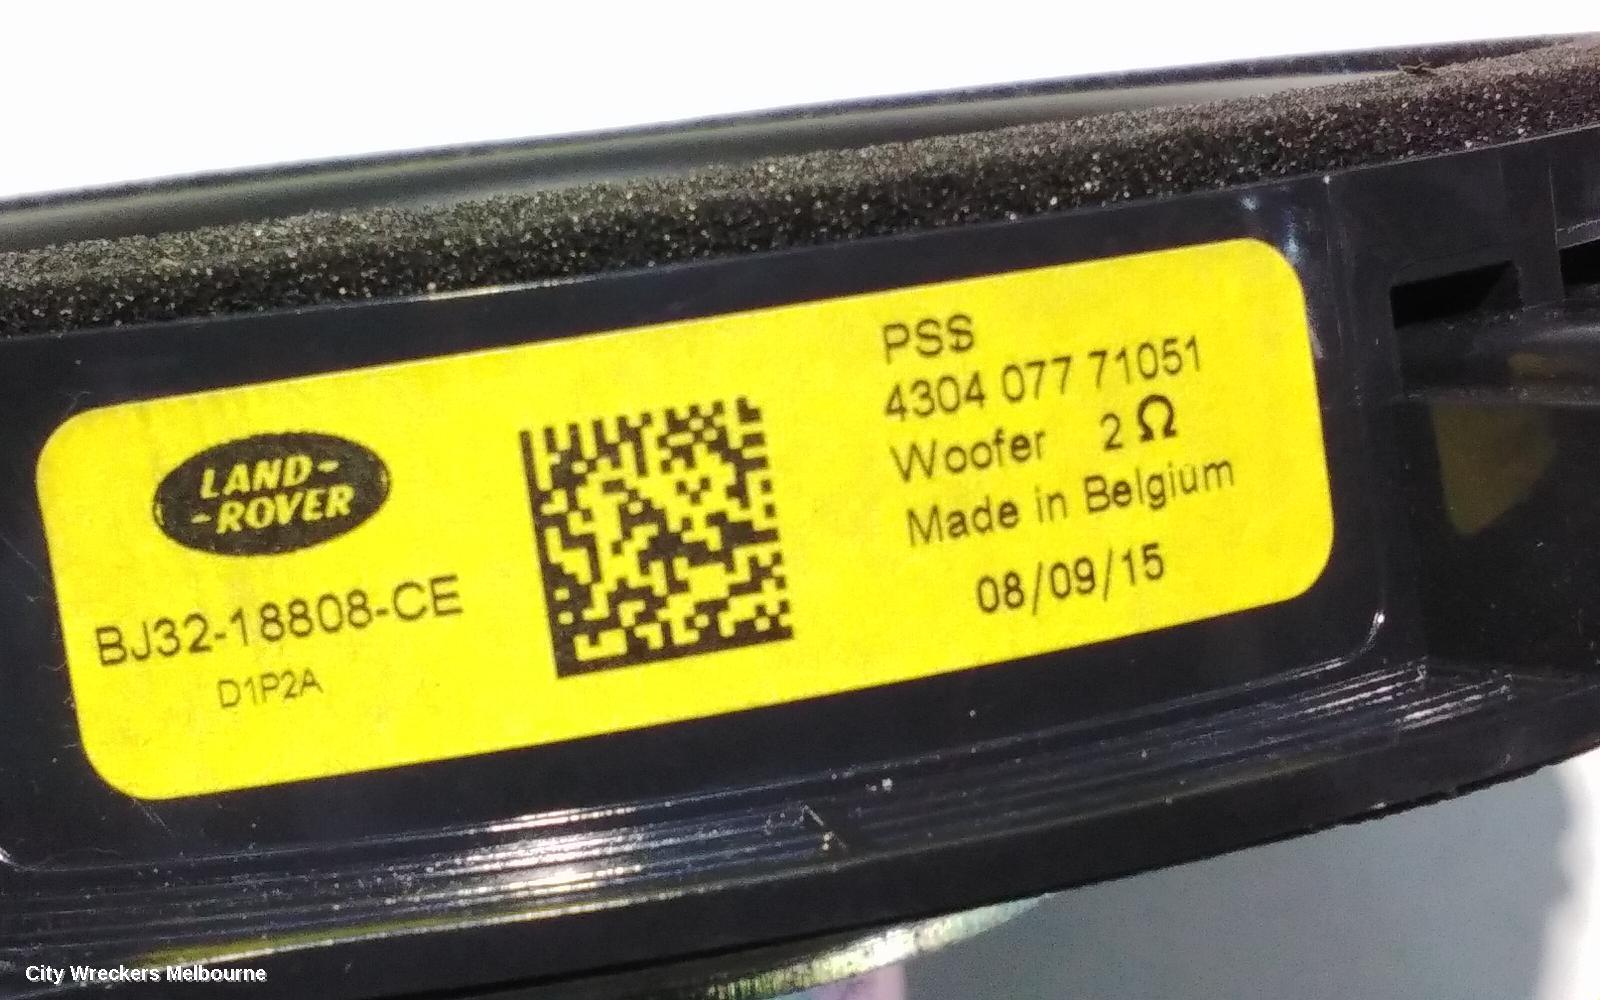 LAND-
-ROVER
BJ32-18808-CE
D1P2A
PSS
4304 077 71051
Woofer 2 Ω
Made in Belgium
08/09/15
City Wreckers Melbourne